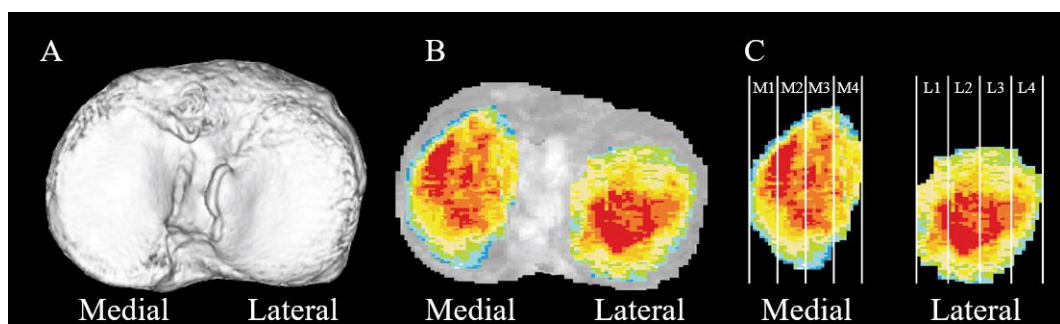 A
B
C
M1 M2 M3 M4
L1 L2 L3 L4
Medial Lateral
Medial Lateral
Medial Lateral